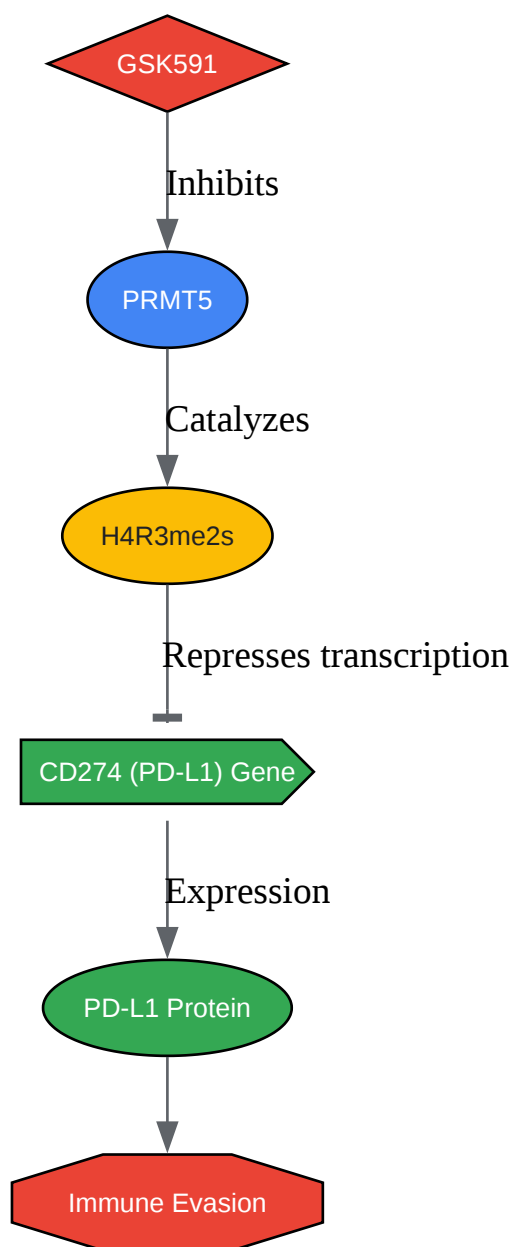 GSK591
Inhibits
PRMT5
Catalyzes
H4R3me2s
Represses transcription
CD274 (PD-L1) Gene
Expression
PD-L1 Protein
Immune Evasion